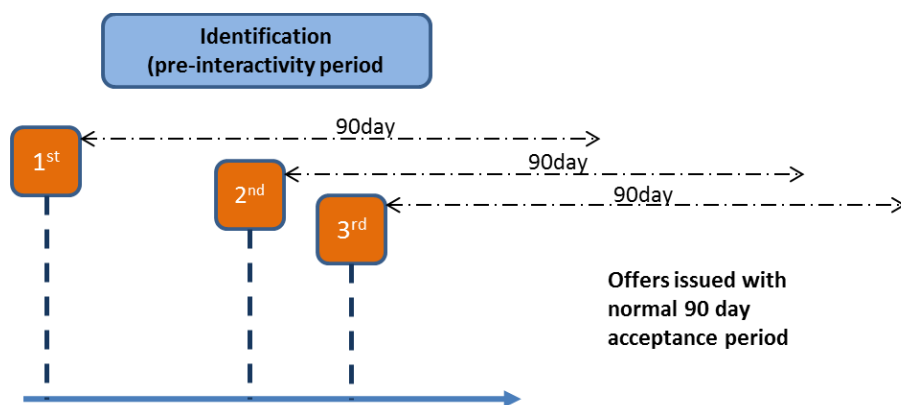 Identification
(pre-interactivity period
90day
1st
90day
2nd
90day
3rd
Offers issued with
normal 90 day
acceptance period